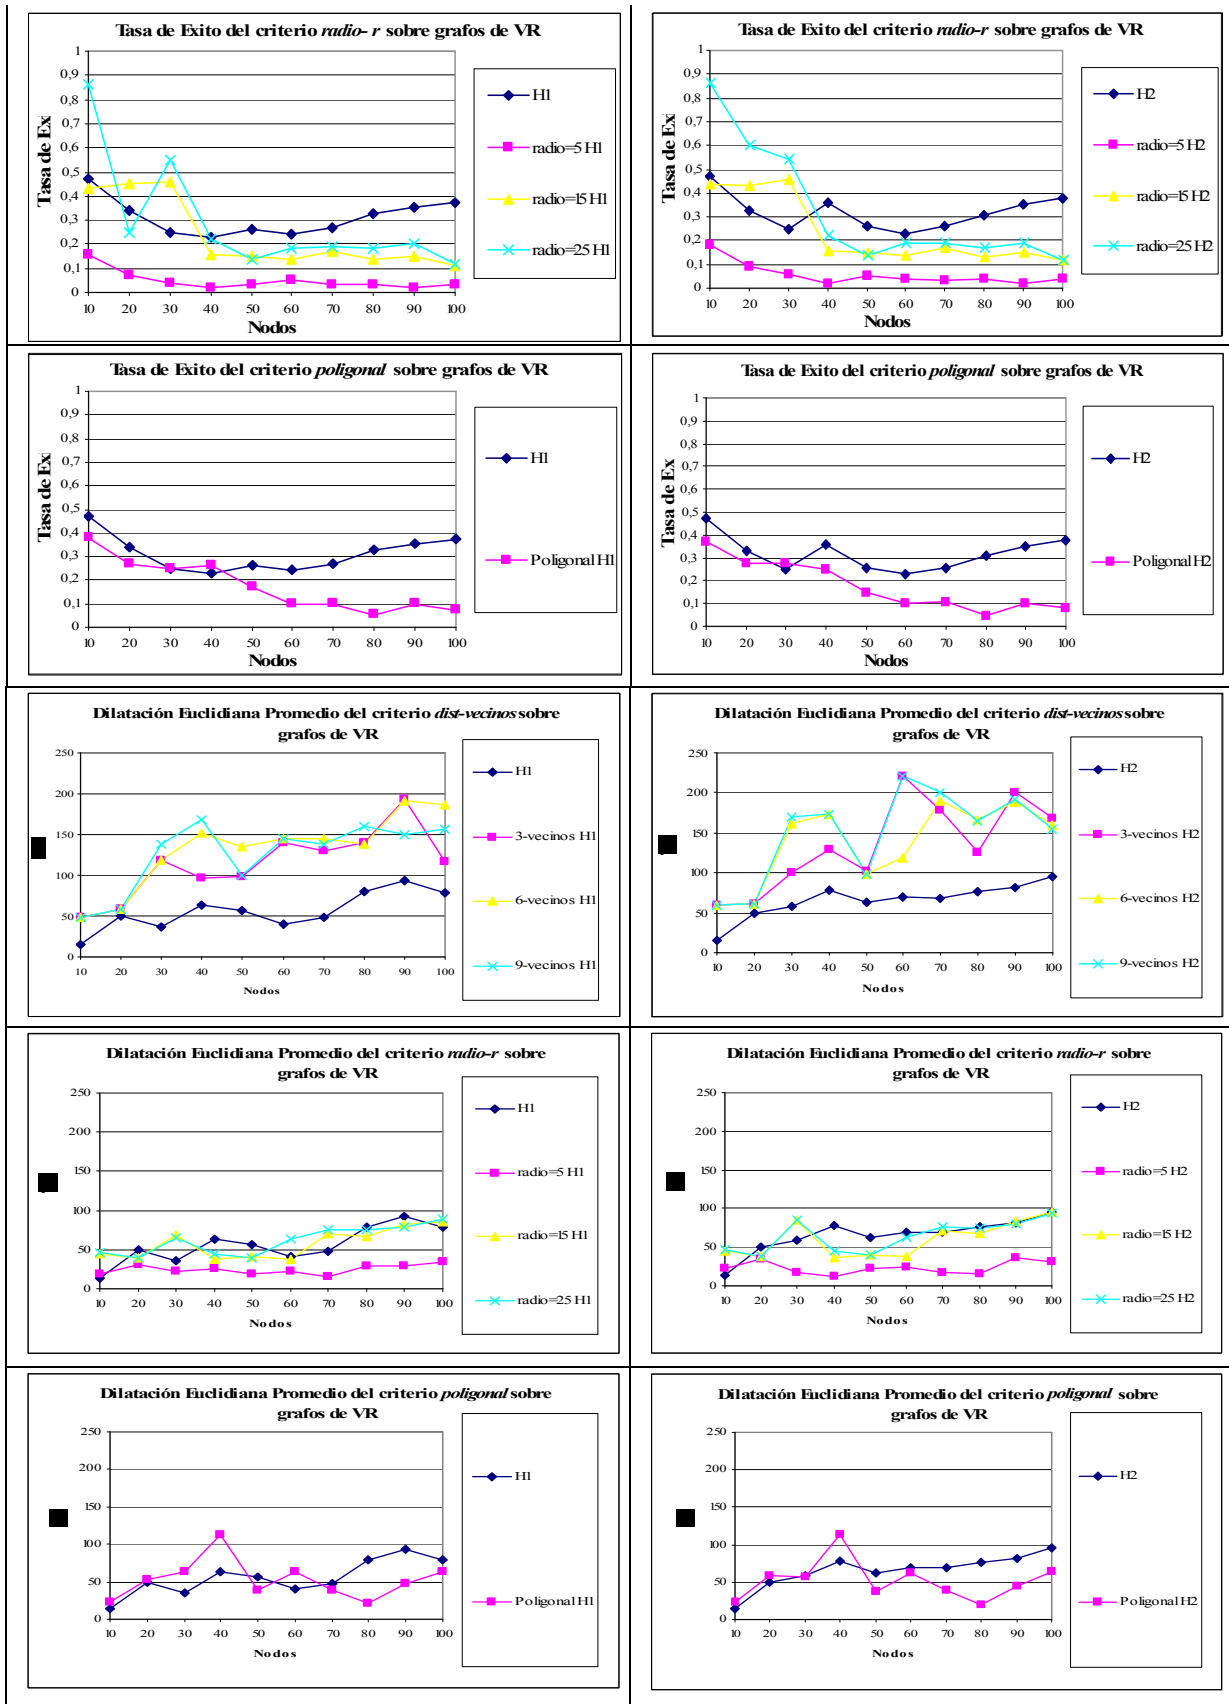 Tasa de Exito del criterio radio- r sobre grafos de VR
Tasa de Ex
1
0,9
0,8
0,7
0,6
0,5
0,4
0,3
0,2
0,1
0
10 20 30 40 50 60 70 80 90 100
Nodos
H1
radio=5 H1
radio=15 H1
radio=25 H1
Tasa de Exito del criterio radio-r sobre grafos de VR
Tasa de Ex
1
0,9
0,8
0,7
0,6
0,5
0,4
0,3
0,2
0,1
0
10 20 30 40 50 60 70 80 90 100
Nodos
H2
radio=5 H2
radio=15 H2
radio=25 H2
Tasa de Exito del criterio poligonal sobre grafos de VR
Tasa de Ex
1
0,9
0,8
0,7
0,6
0,5
0,4
0,3
0,2
0,1
0
10 20 30 40 50 60 70 80 90 100
Nodos
H1
Poligonal H1
Tasa de Exito del criterio poligonal sobre grafos de VR
Tasa de Ex
1
0,9
0,8
0,7
0,6
0,5
0,4
0,3
0,2
0,1
0
10 20 30 40 50 60 70 80 90 100
Nodos
H2
Poligonal H2
Dilatación Euclidiana Promedio del criterio dist-vecinos sobre
grafos de VR
250
200
150
100
50
0
10 20 30 40 50 60 70 80 90 100
Nodos
H1
3-vecinos H1
6-vecinos H1
9-vecinos H1
Dilatación Euclidiana Promedio del criterio dist-vecinos sobre
grafos de VR
250
200
150
100
50
0
10 20 30 40 50 60 70 80 90 100
Nodos
H2
3-vecinos H2
6-vecinos H2
9-vecinos H2
Dilatación Euclidiana Promedio del criterio radio-r sobre
grafos de VR
250
200
150
100
50
0
10 20 30 40 50 60 70 80 90 100
Nodos
H1
radio=5 H1
radio=15 H1
radio=25 H1
Dilatación Euclidiana Promedio del criterio radio-r sobre
grafos de VR
250
200
150
100
50
0
10 20 30 40 50 60 70 80 90 100
Nodos
H2
radio=5 H2
radio=15 H2
radio=25 H2
Dilatación Euclidiana Promedio del criterio poligonal sobre
grafos de VR
250
200
150
100
50
0
10 20 30 40 50 60 70 80 90 100
Nodos
H1
Poligonal H1
Dilatación Euclidiana Promedio del criterio poligonal sobre
grafos de VR
250
200
150
100
50
0
10 20 30 40 50 60 70 80 90 100
Nodos
H2
Poligonal H2